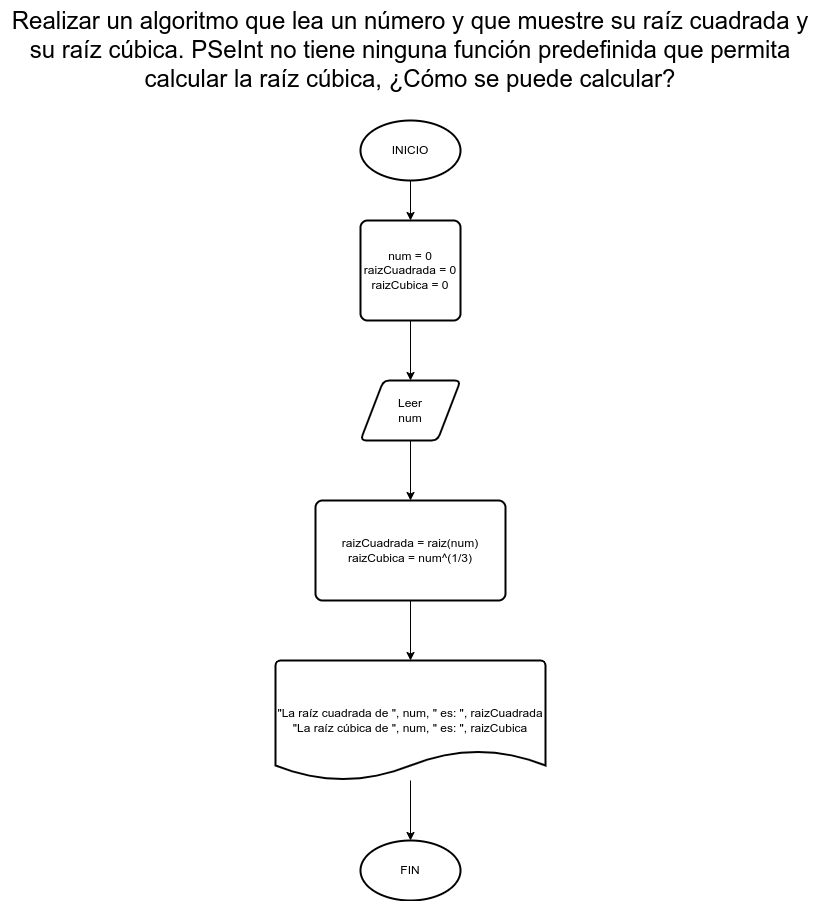 Realizar un algoritmo que lea un número y que muestre su raíz cuadrada y
su raíz cúbica. PSeInt no tiene ninguna función predefinida que permita
calcular la raíz cúbica, ¿Cómo se puede calcular?
INICIO
num = 0
raizCuadrada = 0
raizCubica = 0
Leer
num
raizCuadrada = raiz(num)
raizCubica = num^(1/3)
"La raíz cuadrada de ", num, " es: ", raizCuadrada
"La raíz cúbica de ", num, " es: ", raizCubica
FIN